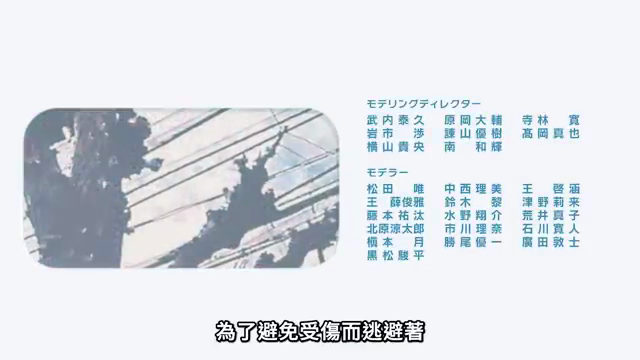 モデリングディレクター
武内泰久 原岡大輔 寺林 寛
岩市 渉 諌山優樹 髙岡真也
横山貴央 南 和輝
モデラー
松田 唯 中西理美 王 啓涵
王 薛俊雅 鈴木 黎 津野莉来
藤本祐汰 水野翔介 荒井真子
北原涼太郎 市川理奈 石川寛人
槇本 月 勝尾優一 廣田敦士
黒松駿平
為了避免受傷而逃避著